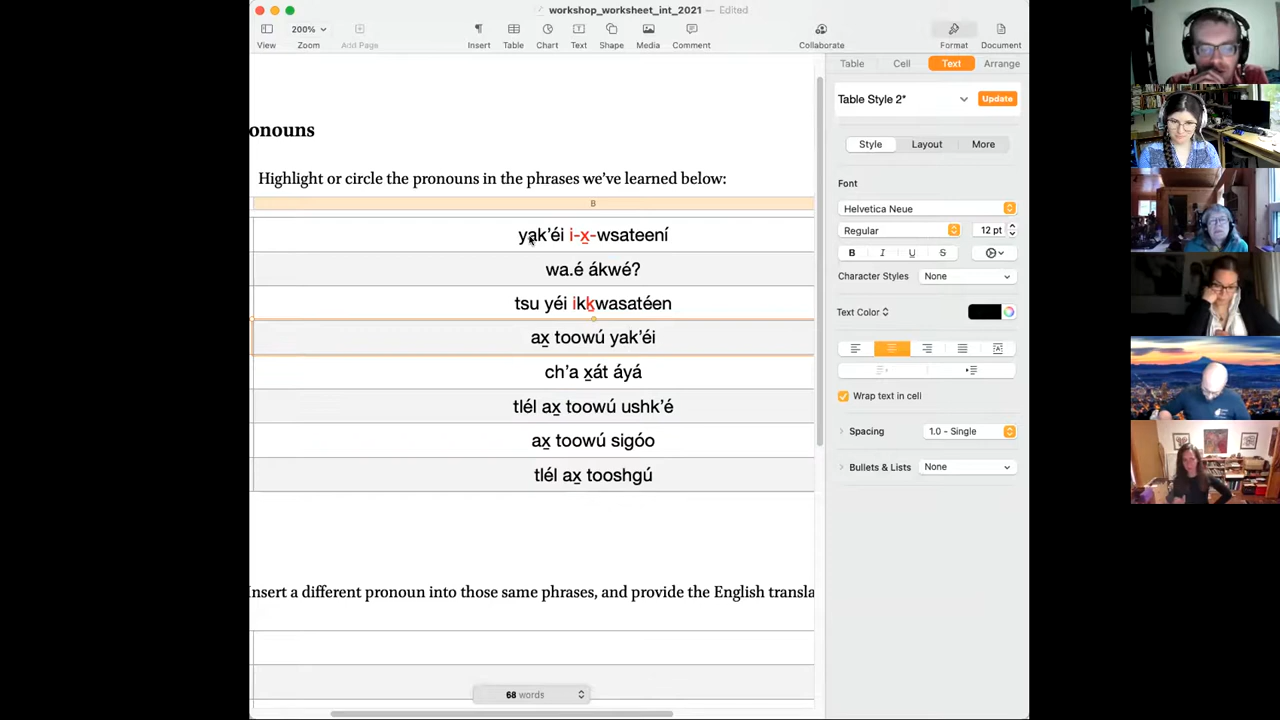 workshop_worksheet_int_2021 — Edited
200%
View Zoom Add Page Insert Table Chart Text Shape Media Comment Collaborate Format Document
Table Cell Text Arrange
Table Style 2* Update
Style Layout More
Font
Helvetica Neue
Regular 12 pt
B I U S
Character Styles None
Text Color
Wrap text in cell
Spacing 1.0 - Single
Bullets & Lists None
onouns
Highlight or circle the pronouns in the phrases we’ve learned below:
B
yak’éi i-x̱-wsateení
wa.é ákwé?
tsu yéi ikḵwasatéen
ax̱ toowú yak’éi
ch’a x̱át áyá
tlél ax̱ toowú ushk’é
ax̱ toowú sigóo
tlél ax̱ tooshgú
Insert a different pronoun into those same phrases, and provide the English transla
68 words